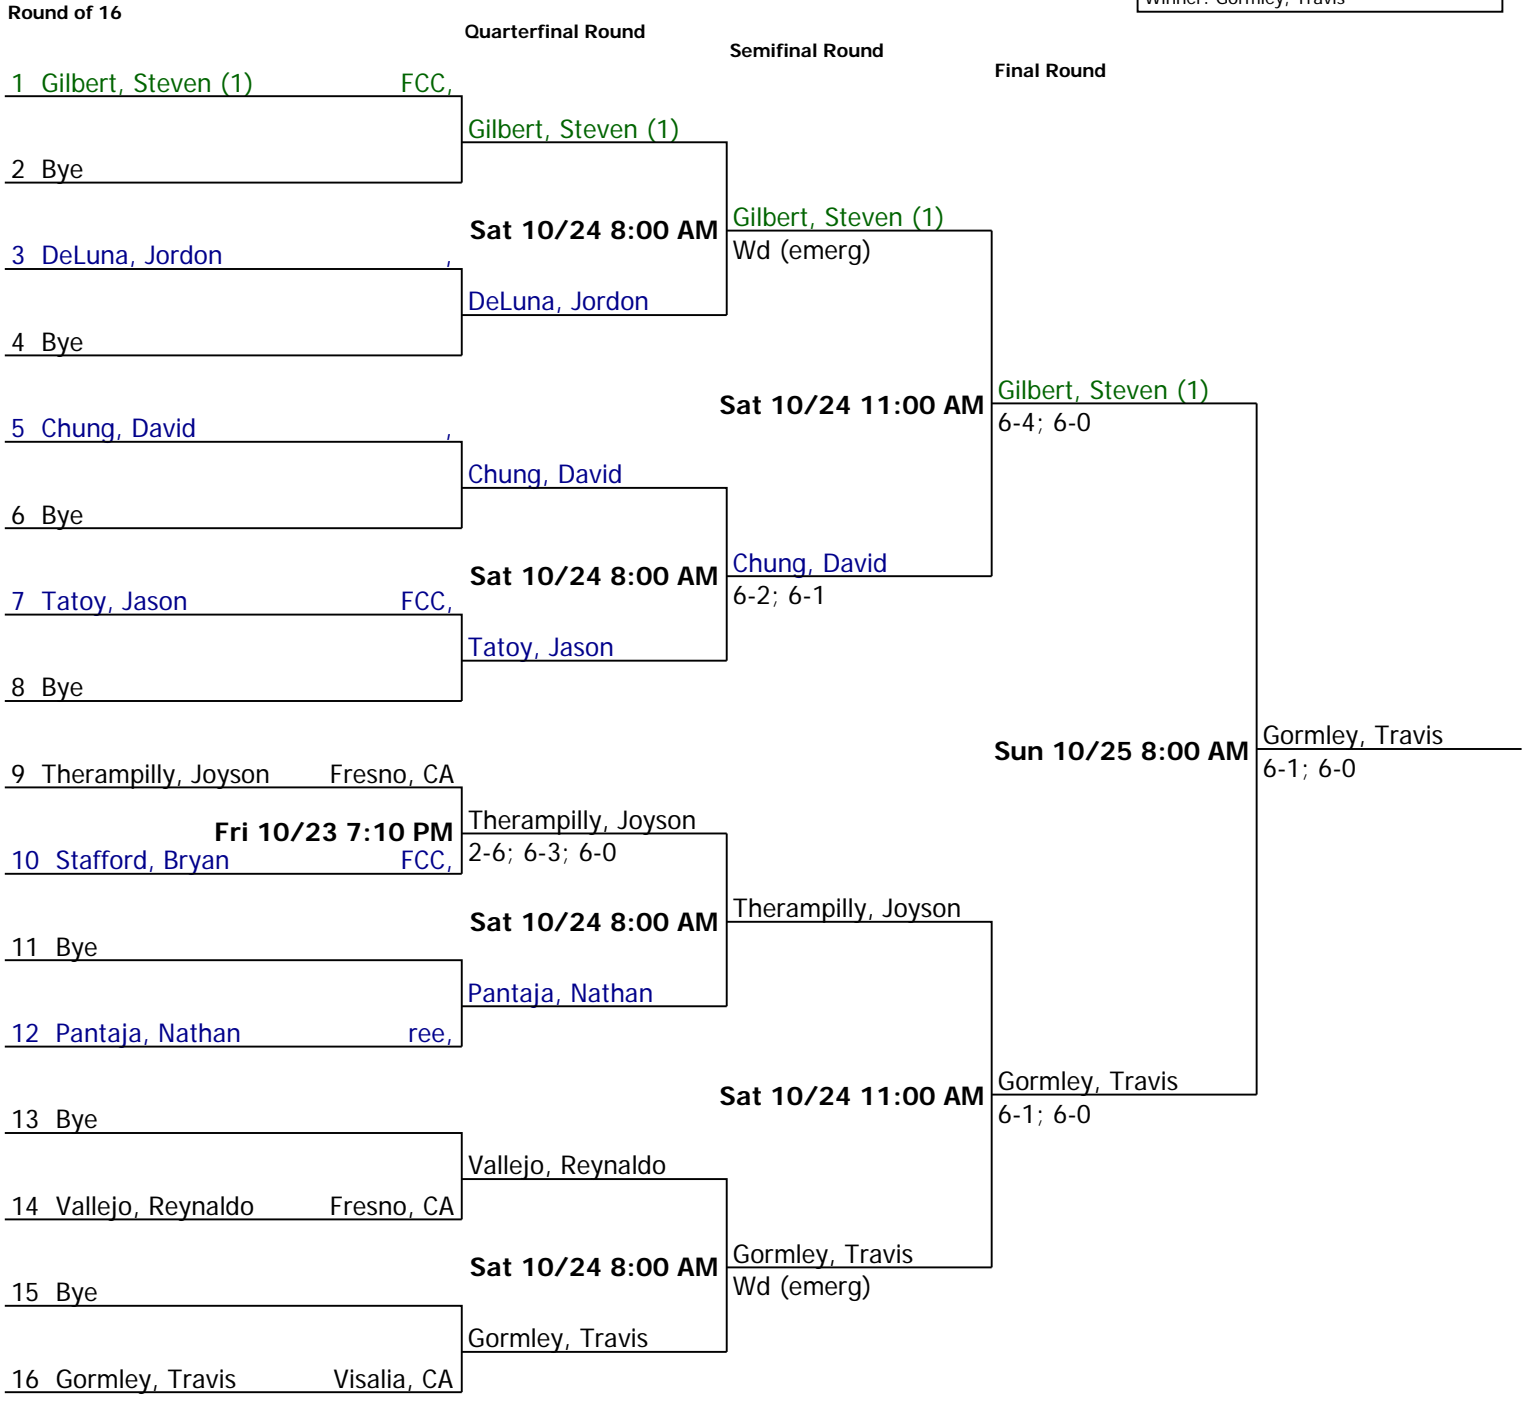 Winner: Gormley, Travis
Round of 16
Quarterfinal Round
Semifinal Round
Final Round
1 Gilbert, Steven (1) FCC,
Gilbert, Steven (1)
2 Bye
Sat 10/24 8:00 AM
Gilbert, Steven (1)
Wd (emerg)
3 DeLuna, Jordon ,
DeLuna, Jordon
4 Bye
Sat 10/24 11:00 AM
Gilbert, Steven (1)
6-4; 6-0
5 Chung, David ,
Chung, David
6 Bye
Sat 10/24 8:00 AM
Chung, David
6-2; 6-1
7 Tatoy, Jason FCC,
Tatoy, Jason
8 Bye
Sun 10/25 8:00 AM
Gormley, Travis
6-1; 6-0
9 Therampilly, Joyson Fresno, CA
Fri 10/23 7:10 PM
Therampilly, Joyson
2-6; 6-3; 6-0
10 Stafford, Bryan FCC,
Sat 10/24 8:00 AM
Therampilly, Joyson
11 Bye
Pantaja, Nathan
12 Pantaja, Nathan ree,
Sat 10/24 11:00 AM
Gormley, Travis
6-1; 6-0
13 Bye
Vallejo, Reynaldo
14 Vallejo, Reynaldo Fresno, CA
Sat 10/24 8:00 AM
Gormley, Travis
Wd (emerg)
15 Bye
Gormley, Travis
16 Gormley, Travis Visalia, CA